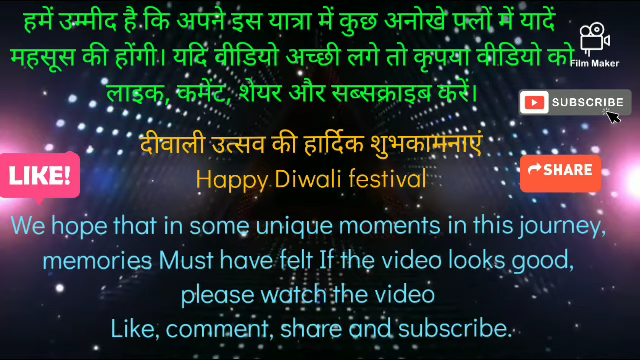 हमें उम्मीद है.कि अपने इस यात्रा में कुछ अनोखे पलों में यादें
महसूस की होंगी। यदि वीडियो अच्छी लगे तो कृपया वीडियो को
Film Maker
लाइक, कमेंट, शेयर और सब्सक्राइब करें।
SUBSCRIBE
दीवाली उत्सव की हार्दिक शुभकामनाएं
LIKE!
SHARE
Happy Diwali festival
We hope that in some unique moments in this journey,
memories Must have felt If the video looks good,
please watch the video
Like, comment, share and subscribe.